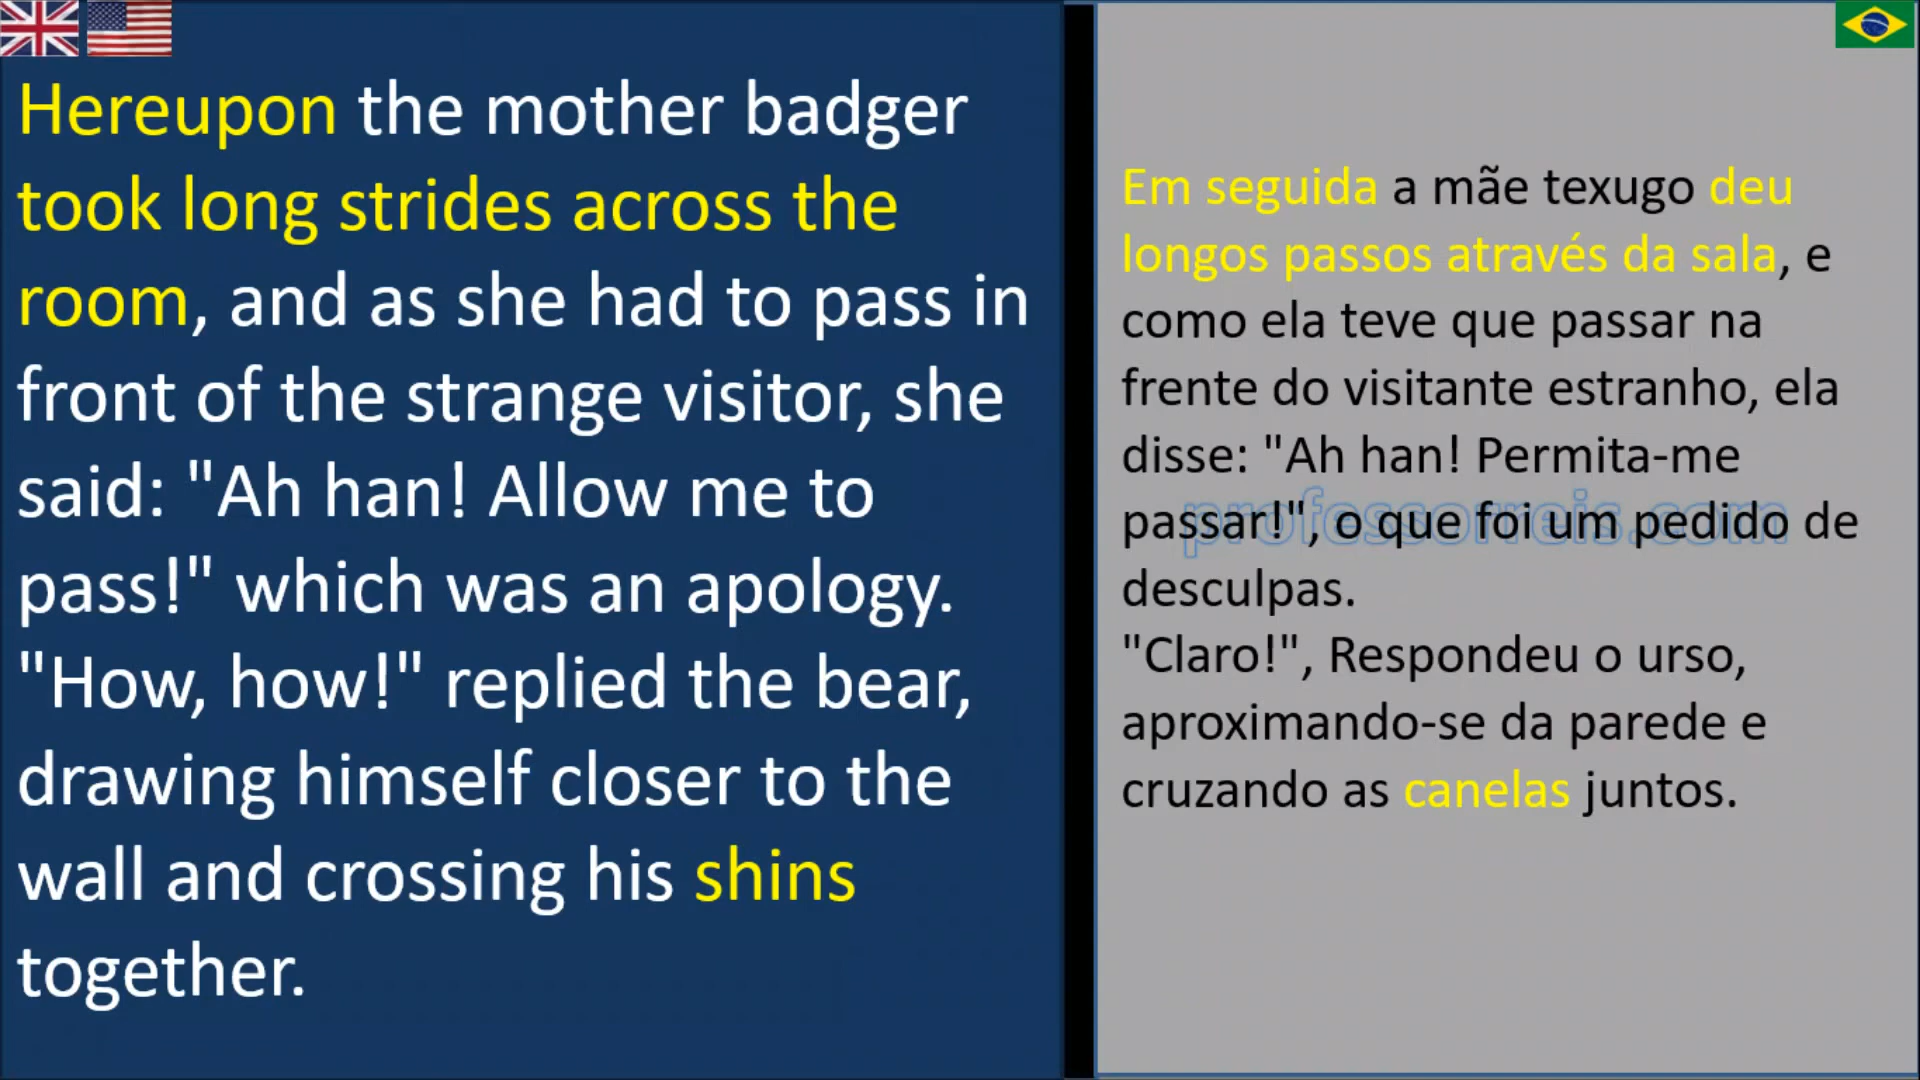 Hereupon the mother badger
took long strides across the
room, and as she had to pass in
front of the strange visitor, she
said: "Ah han! Allow me to
pass!" which was an apology.
"How, how!" replied the bear,
drawing himself closer to the
wall and crossing his shins
together.
Em seguida a mãe texugo deu
longos passos através da sala, e
como ela teve que passar na
frente do visitante estranho, ela
disse: "Ah han! Permita-me
passar!", o que foi um pedido de
professorreis.com
desculpas.
"Claro!", Respondeu o urso,
aproximando-se da parede e
cruzando as canelas juntos.